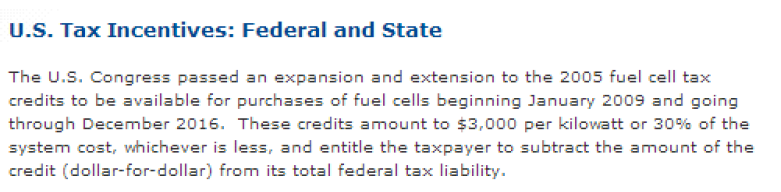 U.S. Tax Incentives: Federal and State
The U.S. Congress passed an expansion and extension to the 2005 fuel cell tax
credits to be available for purchases of fuel cells beginning January 2009 and going
through December 2016.  These credits amount to $3,000 per kilowatt or 30% of the
system cost, whichever is less, and entitle the taxpayer to subtract the amount of the
credit (dollar-for-dollar) from its total federal tax liability.